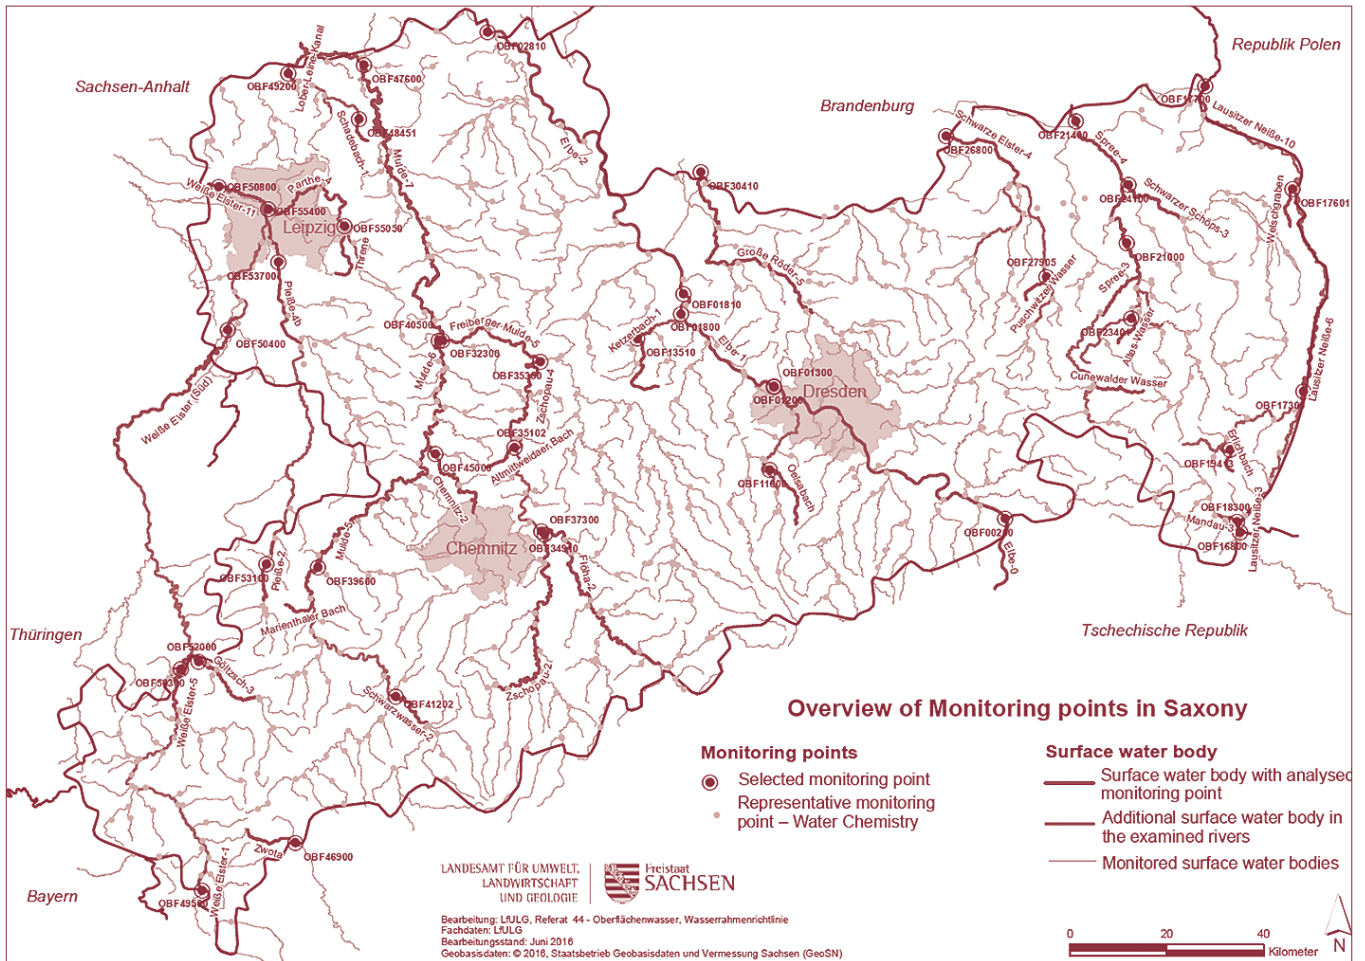 Republik Polen
Sachsen-Anhalt
Brandenburg
Thüringen
Bayern
Tschechische Republik
Leipzig
Dresden
Chemnitz
OBF02810
OBF47600
OBF49200
Lober-Leine-Kanal
OBF48451
Schadebach
Mulde-7
Elbe-2
OBF50800
Parthe-4
Weiße Elster-11
OBF55400
OBF55050
Threne
OBF53700
Pleiße-4b
OBF50400
Weiße Elster (Süd)
OBF30410
Große Röder-5
OBF01810
OBF01800
Ketzerbach-1
OBF13510
Elbe-1
OBF01300
OBF01200
OBF40500
Freiberger-Mulde-5
OBF32300
Mulde-6
Zschopau-4
OBF35102
OBF45000
Altmittweidaer Bach
Chemnitz-2
Mulde-5
OBF37300
Flöha-2
OBF11600
Oelsabach
Elbe-0
OBF53100
Pleiße-2
OBF39600
Marienthaler Bach
OBF52000
Göltzsch-3
Weiße Elster-5
OBF41202
Schwarzwasser-2
Zschopau-2
Zwota
OBF46900
Weiße Elster-1
OBF17700
Lausitzer Neiße-10
OBF21400
Schwarze Elster-4
OBF26800
Spree-4
OBF24100
Schwarzer Schöps-3
Welschgraben
OBF17601
OBF21000
OBF27905
Puschwitzer Wasser
Spree-3
Altes Wasser
Cunewalder Wasser
Lausitzer Neiße-6
Erlichbach
OBF18300
Mandau-3
OBF16800
Lausitzer Neiße-3
Overview of Monitoring points in Saxony
Monitoring points
Selected monitoring point
Representative monitoring
point – Water Chemistry
Surface water body
Surface water body with analysed
monitoring point
Additional surface water body in
the examined rivers
Monitored surface water bodies
LANDESAMT FÜR UMWELT,
LANDWIRTSCHAFT
UND GEOLOGIE
Freistaat
SACHSEN
Bearbeitung: LfULG, Referat 44 - Oberflächenwasser, Wasserrahmenrichtlinie
Fachdaten: LfULG
Bearbeitungsstand: Juni 2016
Geobasisdaten: © 2016, Staatsbetrieb Geobasisdaten und Vermessung Sachsen (GeoSN)
0 20 40
Kilometer
N